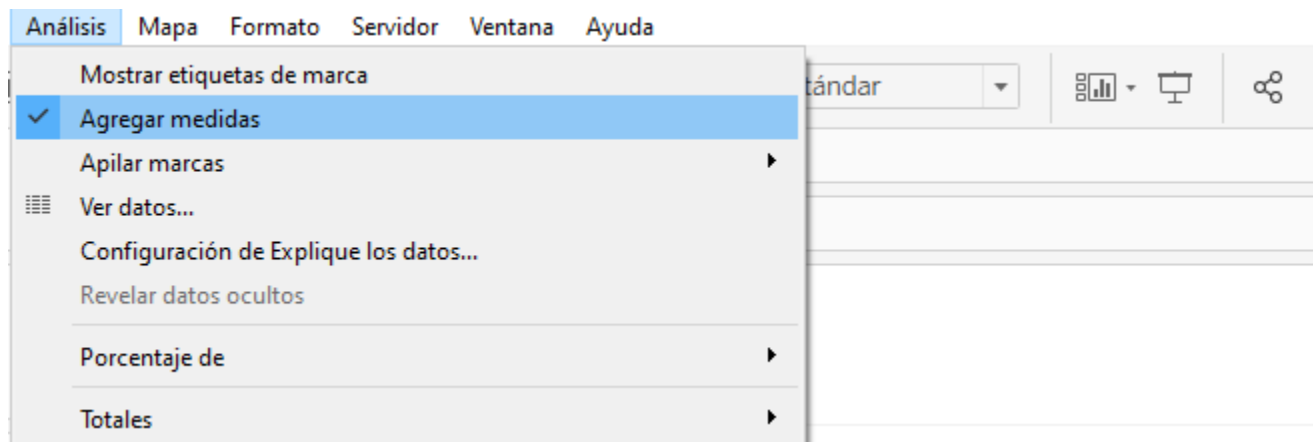 Análisis Mapa Formato Servidor Ventana Ayuda
Mostrar etiquetas de marca
Agregar medidas
Apilar marcas
Ver datos...
Configuración de Explique los datos...
Revelar datos ocultos
Porcentaje de
Totales